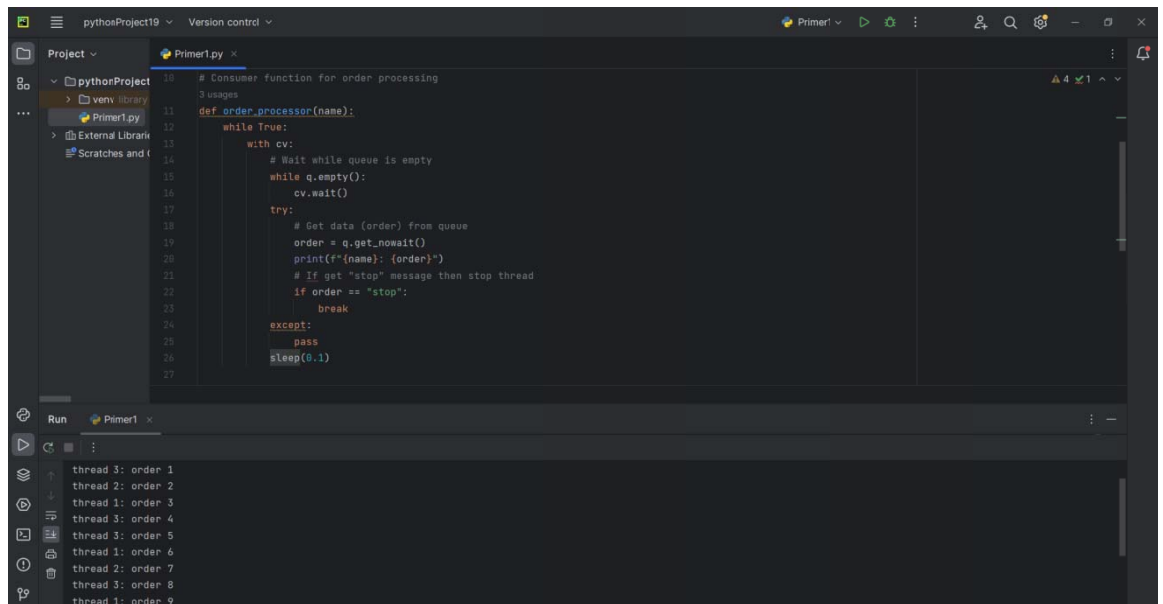 pythonProject19 Version control Primer1
Project Primer1.py
pythonProject
venv library
Primer1.py
External Librarie
Scratches and
4 1
10 # Consumer function for order processing
3 usages
11 def order_processor(name):
12 while True:
13 with cv:
14 # Wait while queue is empty
15 while q.empty():
16 cv.wait()
17 try:
18 # Get data (order) from queue
19 order = q.get_nowait()
20 print(f"{name}: {order}")
21 # If get "stop" message then stop thread
22 if order == "stop":
23 break
24 except:
25 pass
26 sleep(0.1)
27
Run Primer1
thread 3: order 1
thread 2: order 2
thread 1: order 3
thread 3: order 4
thread 3: order 5
thread 1: order 6
thread 2: order 7
thread 3: order 8
thread 1: order 9